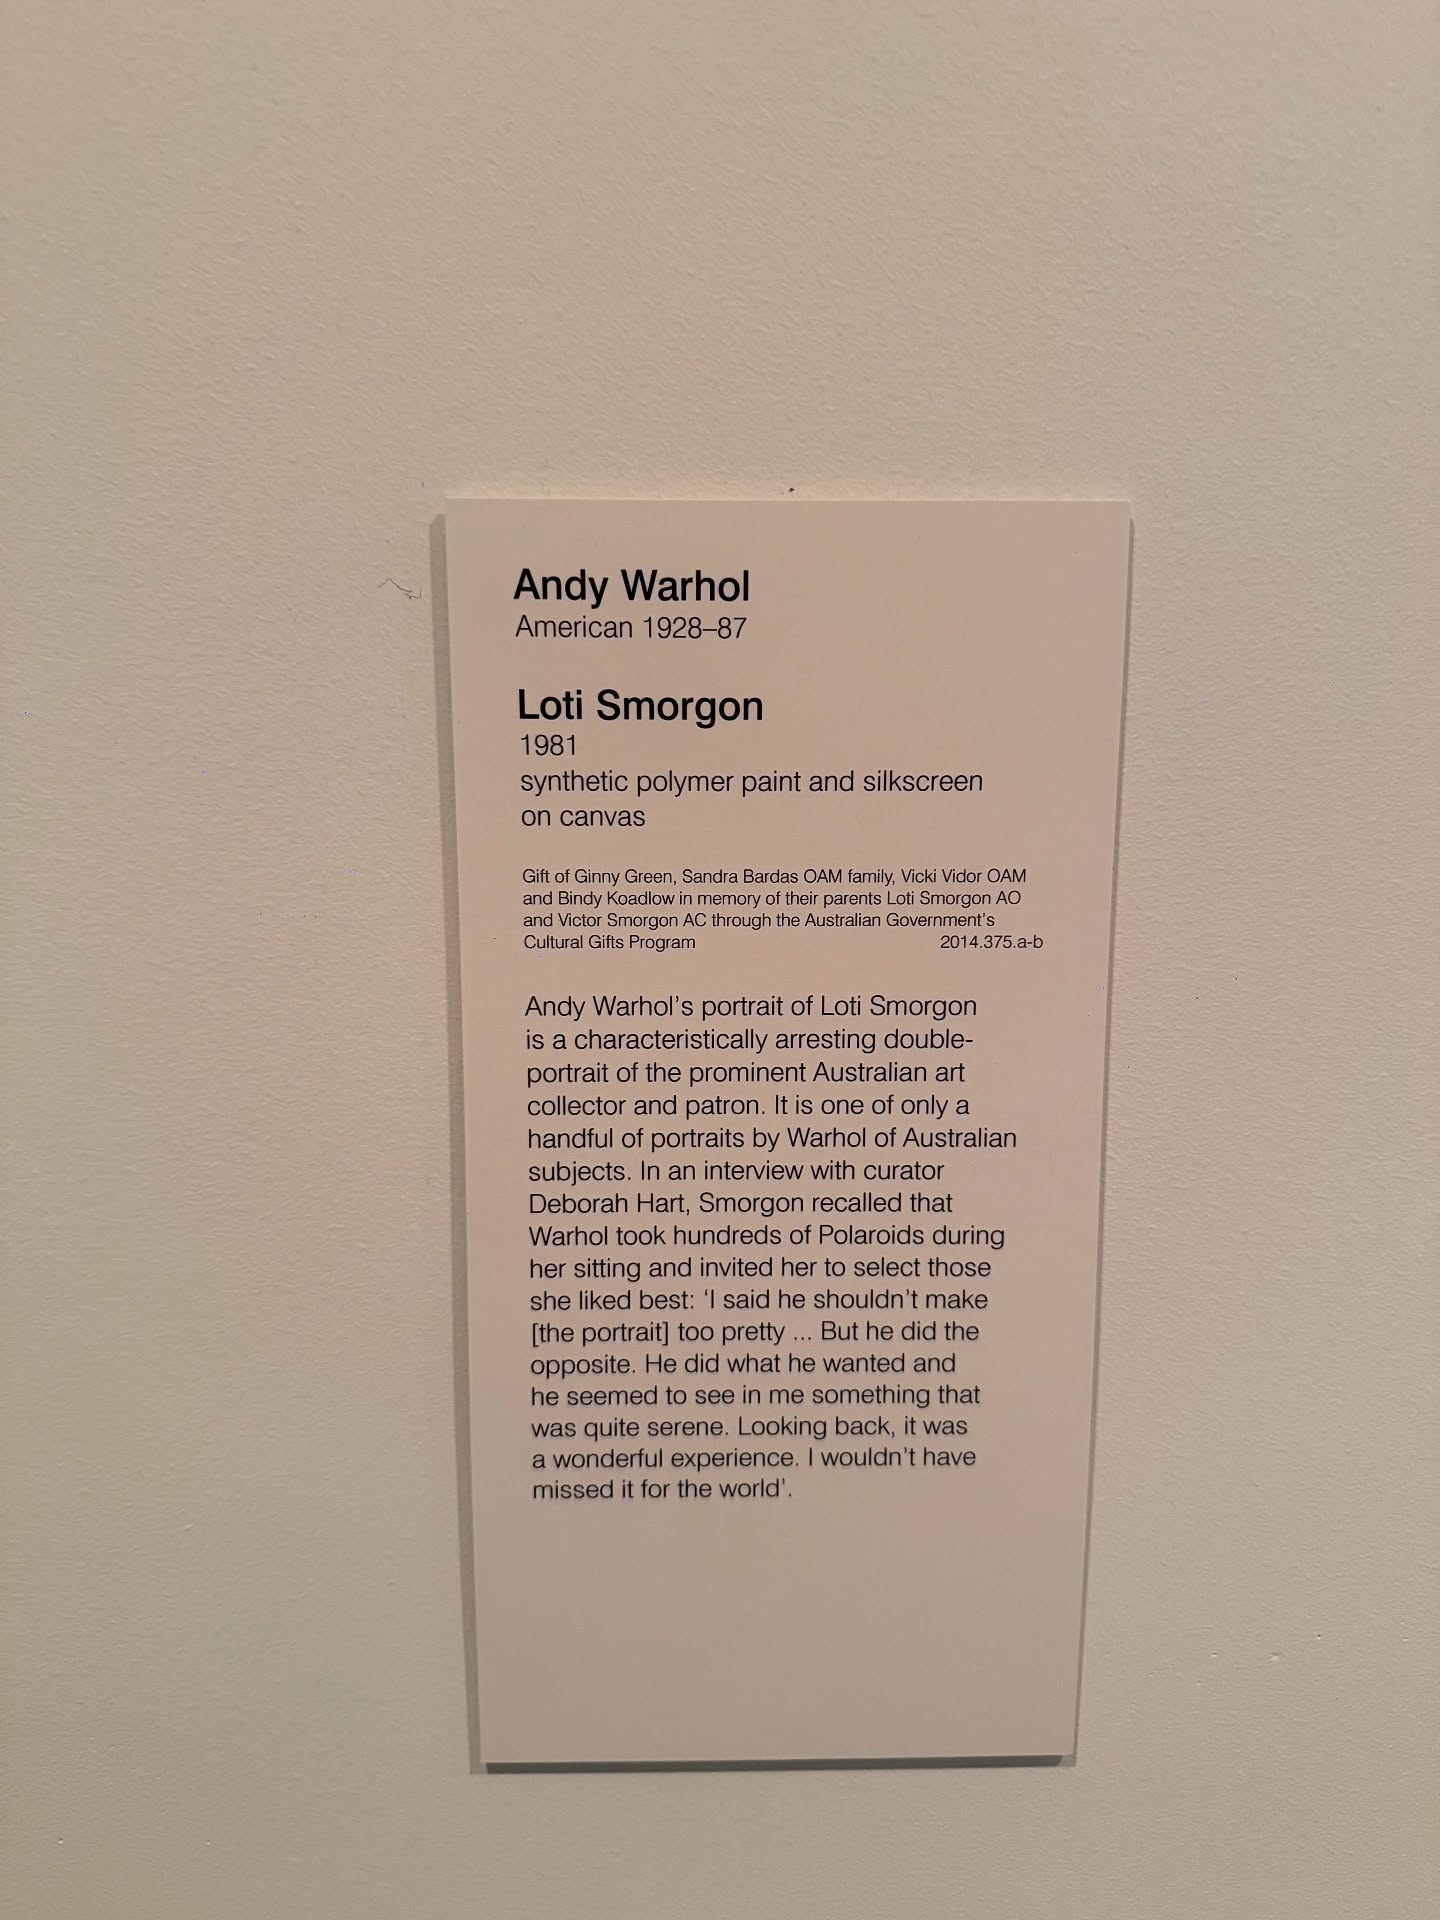 Andy Warhol
American 1928–87
Loti Smorgon
1981
synthetic polymer paint and silkscreen
on canvas
Gift of Ginny Green, Sandra Bardas OAM family, Vicki Vidor OAM
and Bindy Koadlow in memory of their parents Loti Smorgon AO
and Victor Smorgon AC through the Australian Government's
Cultural Gifts Program 2014.375.a-b
Andy Warhol's portrait of Loti Smorgon
is a characteristically arresting double-
portrait of the prominent Australian art
collector and patron. It is one of only a
handful of portraits by Warhol of Australian
subjects. In an interview with curator
Deborah Hart, Smorgon recalled that
Warhol took hundreds of Polaroids during
her sitting and invited her to select those
she liked best: ‘I said he shouldn't make
[the portrait] too pretty ... But he did the
opposite. He did what he wanted and
he seemed to see in me something that
was quite serene. Looking back, it was
a wonderful experience. I wouldn't have
missed it for the world’.